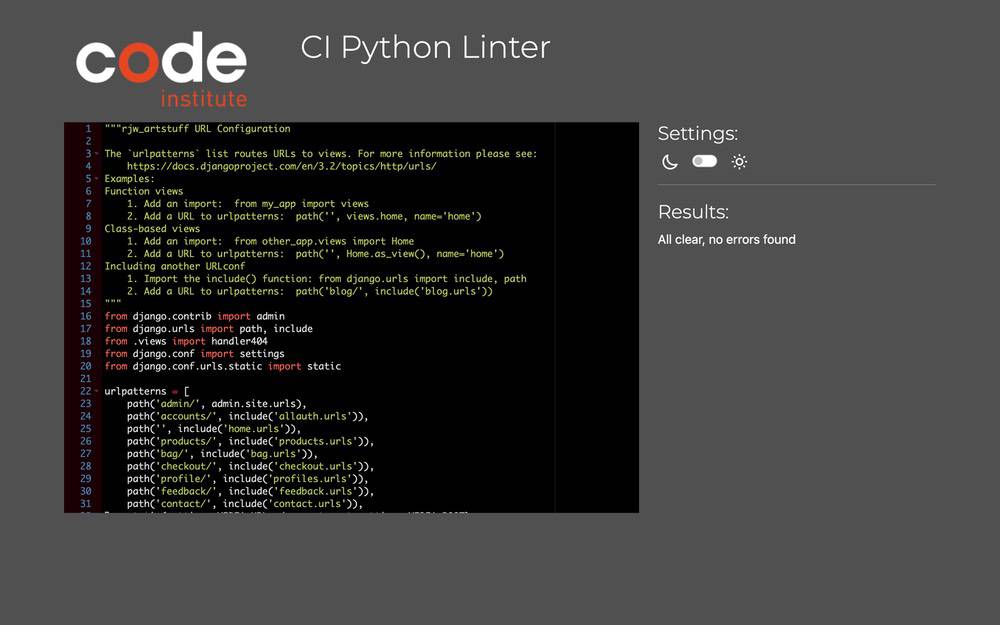 code
institute
CI Python Linter
1 """rjw_artstuff URL Configuration
2
3 The `urlpatterns` list routes URLs to views. For more information please see:
4     https://docs.djangoproject.com/en/3.2/topics/http/urls/
5 Examples:
6 Function views
7     1. Add an import:  from my_app import views
8     2. Add a URL to urlpatterns:  path('', views.home, name='home')
9 Class-based views
10     1. Add an import:  from other_app.views import Home
11     2. Add a URL to urlpatterns:  path('', Home.as_view(), name='home')
12 Including another URLconf
13     1. Import the include() function: from django.urls import include, path
14     2. Add a URL to urlpatterns:  path('blog/', include('blog.urls'))
15 """
16 from django.contrib import admin
17 from django.urls import path, include
18 from .views import handler404
19 from django.conf import settings
20 from django.conf.urls.static import static
21
22 urlpatterns = [
23     path('admin/', admin.site.urls),
24     path('accounts/', include('allauth.urls')),
25     path('', include('home.urls')),
26     path('products/', include('products.urls')),
27     path('bag/', include('bag.urls')),
28     path('checkout/', include('checkout.urls')),
29     path('profile/', include('profiles.urls')),
30     path('feedback/', include('feedback.urls')),
31     path('contact/', include('contact.urls')),
Settings:
Results:
All clear, no errors found